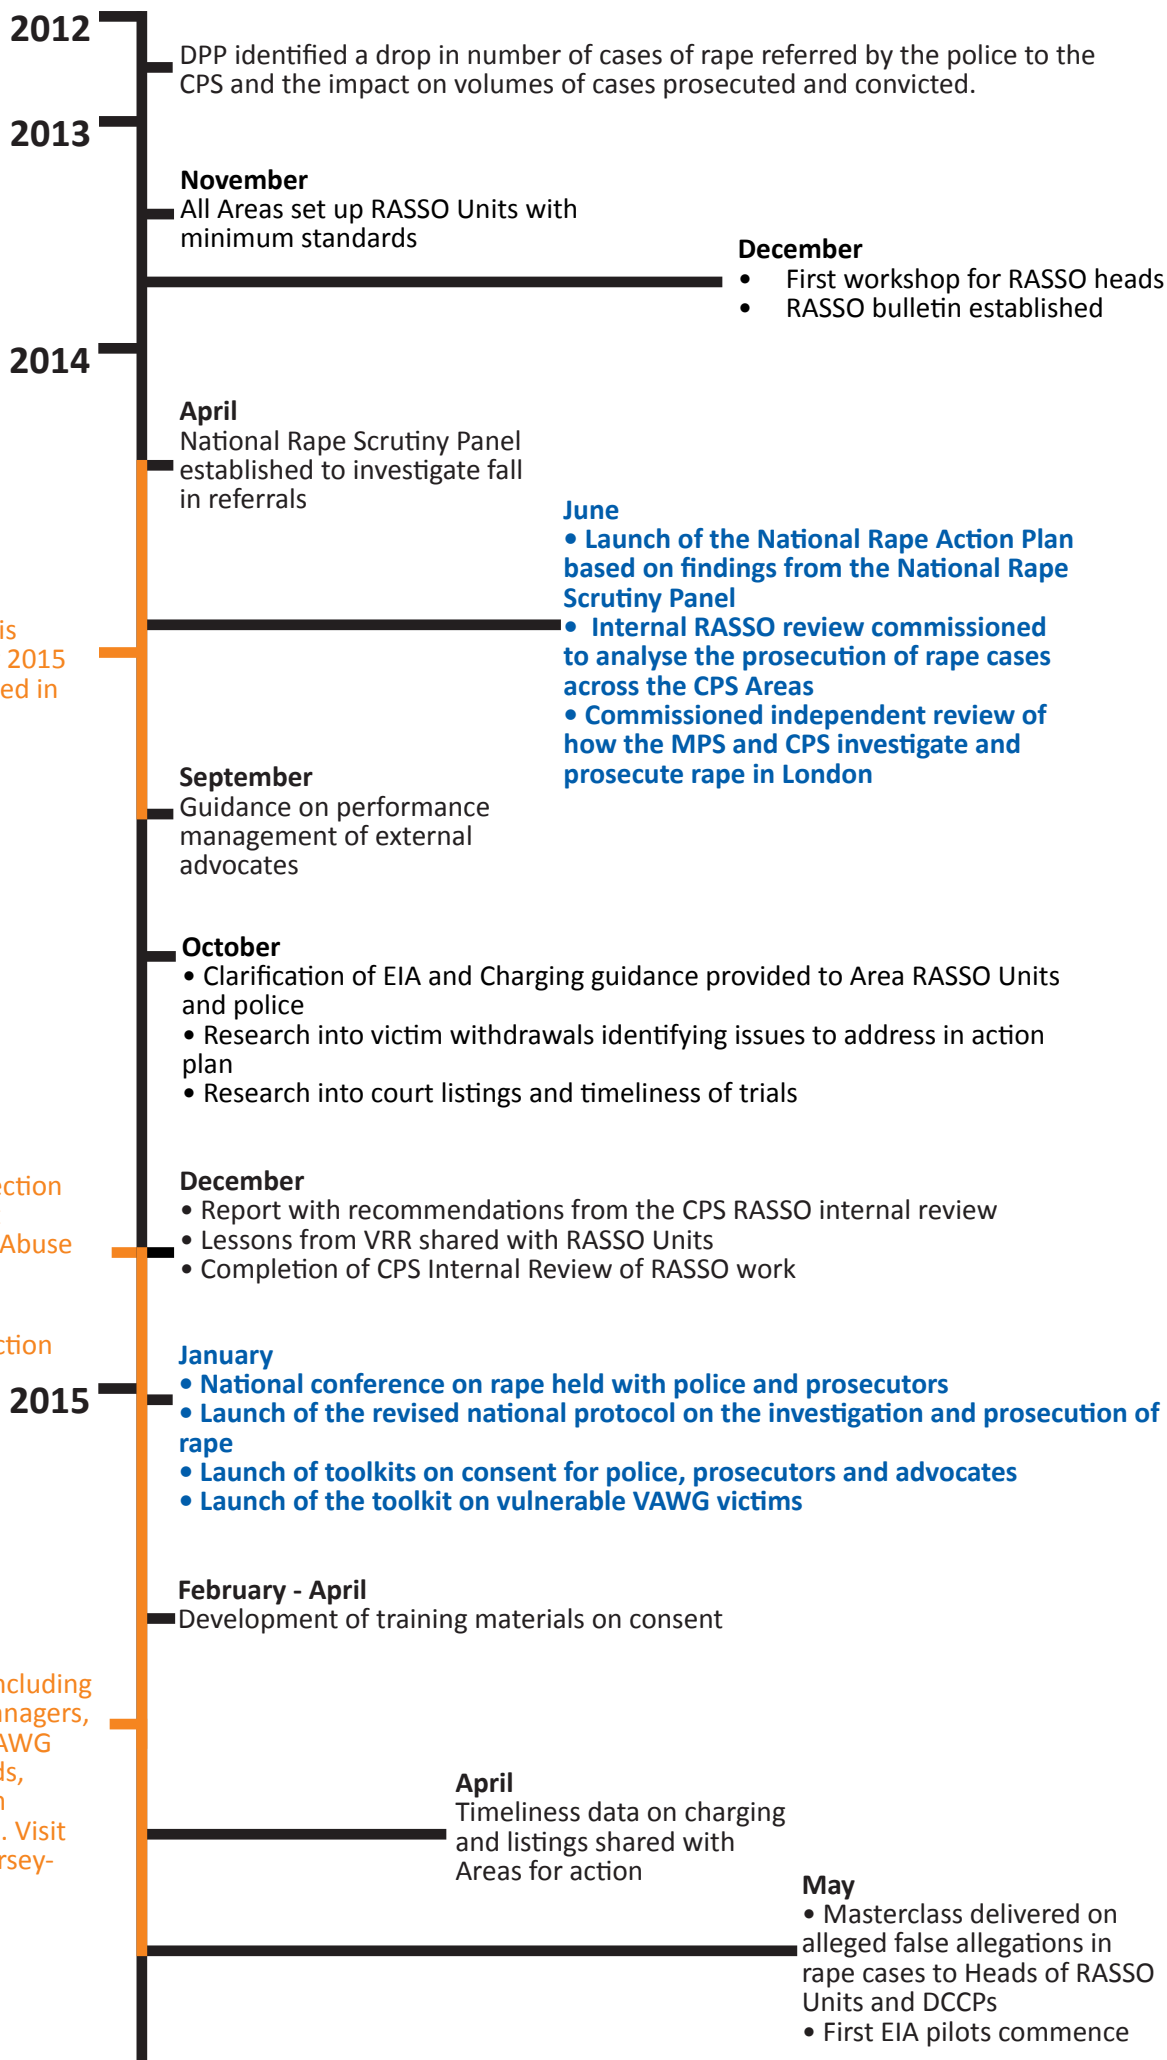 2012
DPP identified a drop in number of cases of rape referred by the police to the
CPS and the impact on volumes of cases prosecuted and convicted.
2013
November
All Areas set up RASSO Units with
minimum standards
December
• First workshop for RASSO heads
• RASSO bulletin established
2014
April
National Rape Scrutiny Panel
established to investigate fall
in referrals
June
• Launch of the National Rape Action Plan
based on findings from the National Rape
Scrutiny Panel
• Internal RASSO review commissioned
to analyse the prosecution of rape cases
across the CPS Areas
• Commissioned independent review of
how the MPS and CPS investigate and
prosecute rape in London
is
2015
ed in
September
Guidance on performance
management of external
advocates
October
• Clarification of EIA and Charging guidance provided to Area RASSO Units
and police
• Research into victim withdrawals identifying issues to address in action
plan
• Research into court listings and timeliness of trials
ection
Abuse
ction
December
• Report with recommendations from the CPS RASSO internal review
• Lessons from VRR shared with RASSO Units
• Completion of CPS Internal Review of RASSO work
2015
January
• National conference on rape held with police and prosecutors
• Launch of the revised national protocol on the investigation and prosecution of
rape
• Launch of toolkits on consent for police, prosecutors and advocates
• Launch of the toolkit on vulnerable VAWG victims
February - April
Development of training materials on consent
ncluding
anagers,
AWG
ds,
n
. Visit
rsey-
April
Timeliness data on charging
and listings shared with
Areas for action
May
• Masterclass delivered on
alleged false allegations in
rape cases to Heads of RASSO
Units and DCCPs
• First EIA pilots commence